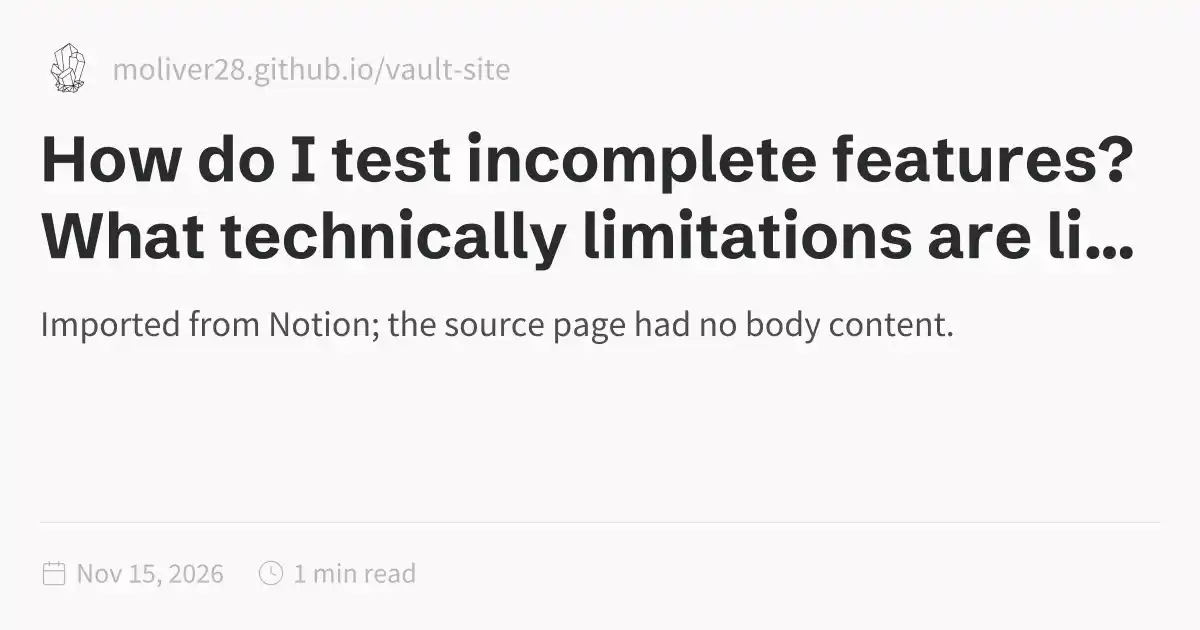 moliver28.github.io/vault-site
How do I test incomplete features?
What technically limitations are li...
Imported from Notion; the source page had no body content.
Nov 15, 2026 1 min read